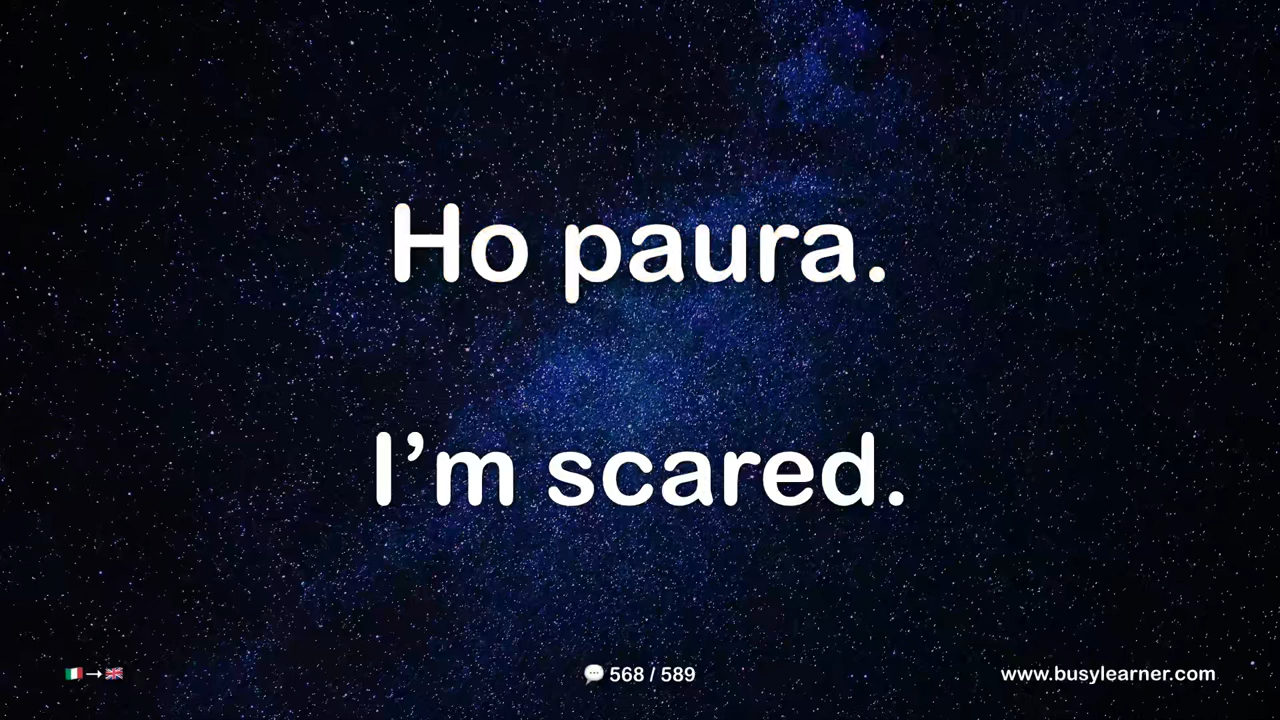 Ho paura.
I’m scared.
🇮🇹→🇬🇧
💬 568 / 589
www.busylearner.com